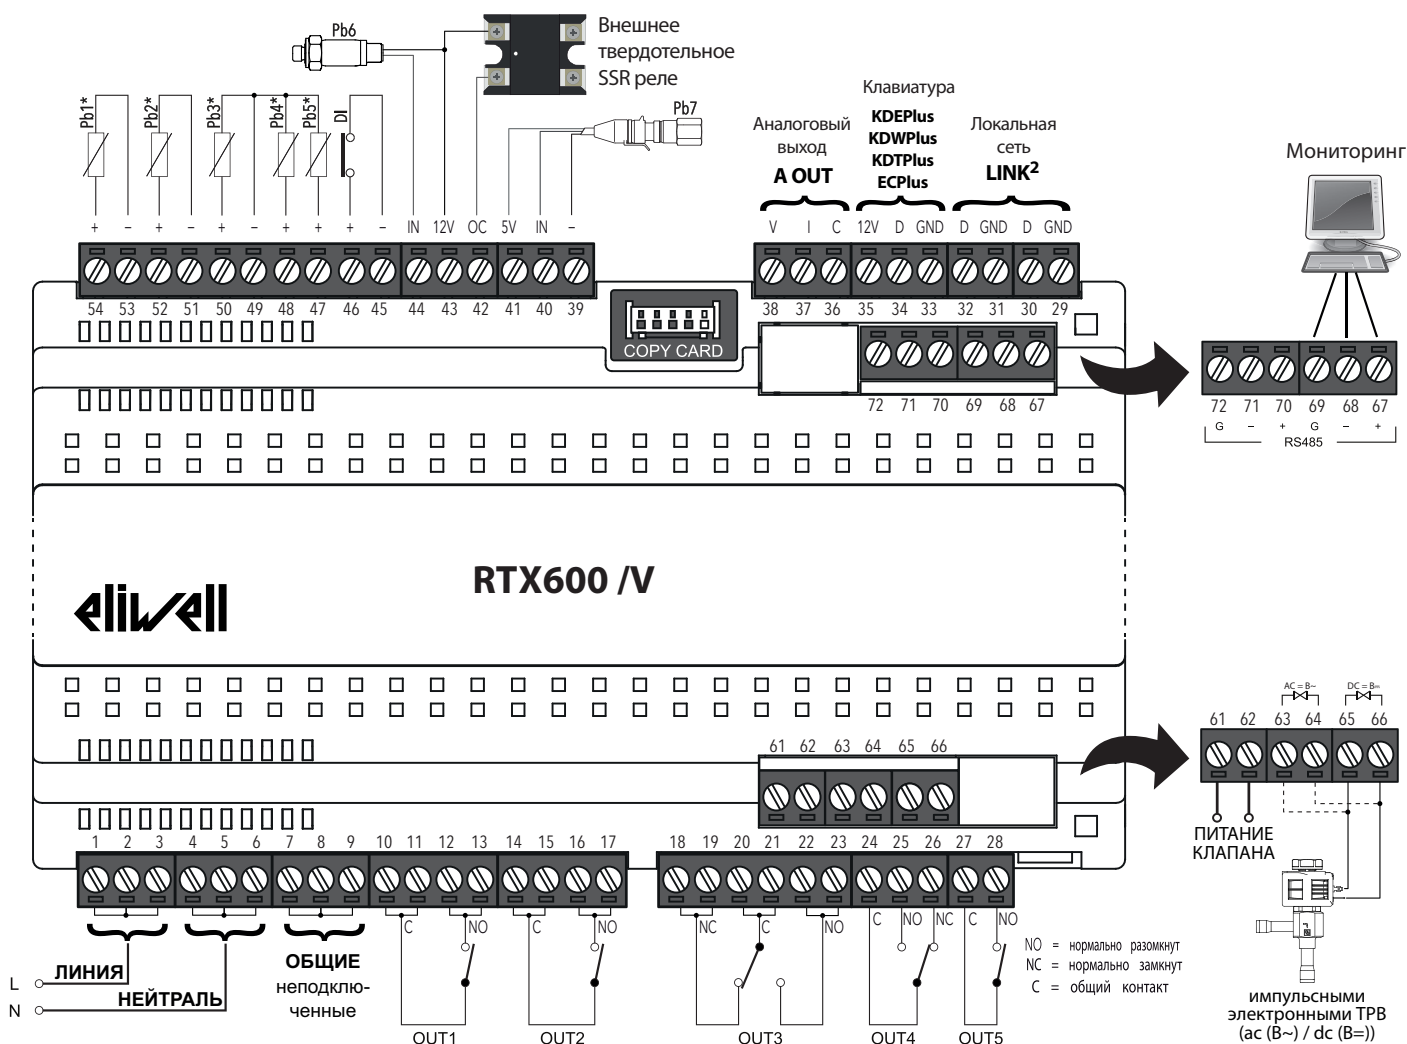 Pb6
Внешнее
твердотельное
SSR реле
Pb7
Pb1*
Pb2*
Pb3*
Pb4*
Pb5*
DI
Аналоговый
выход
A OUT
Клавиатура
KDEPlus
KDWPlus
KDTPlus
ECPlus
Локальная
сеть
LINK²
Мониторинг
+ – + – + – + + + – IN 12V OC 5V IN –
V I C 12V D GND D GND D GND
54 53 52 51 50 49 48 47 46 45 44 43 42 41 40 39
38 37 36 35 34 33 32 31 30 29
COPY CARD
72 71 70 69 68 67
72 71 70 69 68 67
G – + G – +
RS485
RTX600 /V
eliwell
AC = B~ DC = B=
61 62 63 64 65 66
61 62 63 64 65 66
ПИТАНИЕ
КЛАПАНА
1 2 3 4 5 6 7 8 9 10 11 12 13 14 15 16 17
18 19 20 21 22 23 24 25 26 27 28
C NO C NO NC C NO C NO NC C NO
L ЛИНИЯ
N НЕЙТРАЛЬ
ОБЩИЕ
неподклю-
ченные
NO = нормально разомкнут
NC = нормально замкнут
C = общий контакт
OUT1 OUT2 OUT3 OUT4 OUT5
импульсными
электронными ТРВ
(ac (B~) / dc (B=))